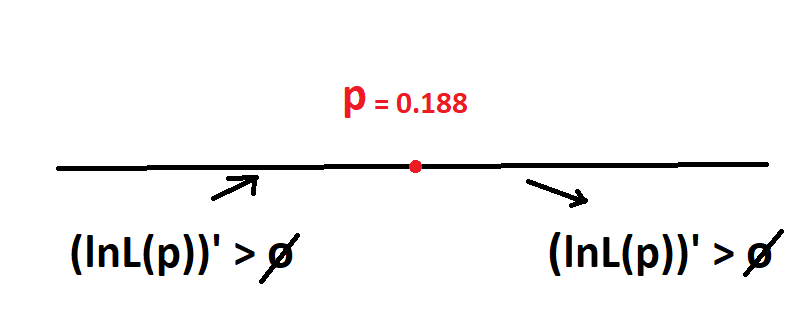 p = 0.188
(lnL(p))' > ø
(lnL(p))' > ø